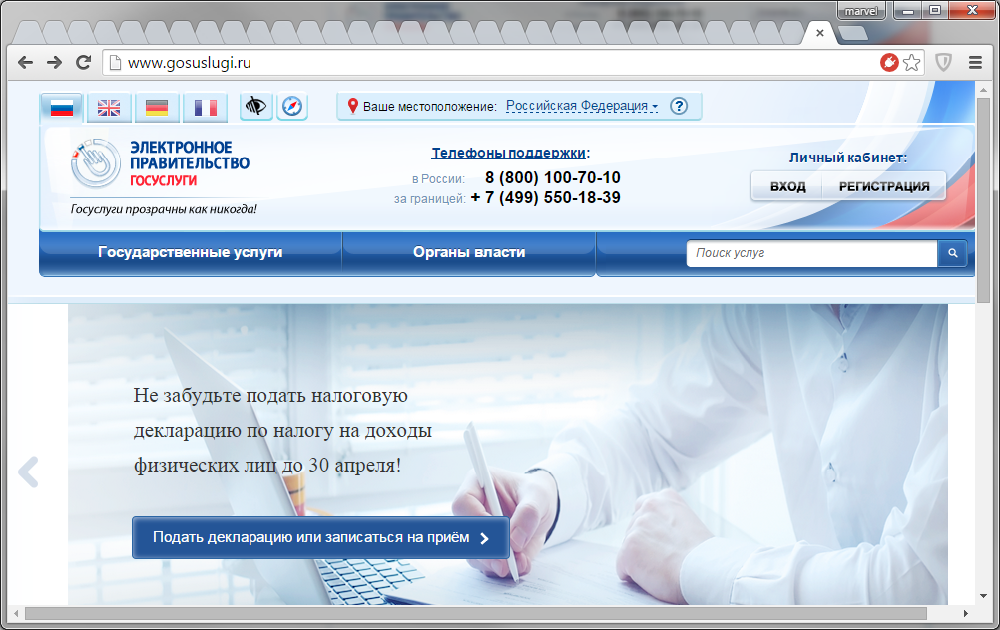 marvel
www.gosuslugi.ru
Ваше местоположение: Российская Федерация
?
ЭЛЕКТРОННОЕ
ПРАВИТЕЛЬСТВО
ГОСУСЛУГИ
Госуслуги прозрачны как никогда!
Телефоны поддержки:
в России: 8 (800) 100-70-10
за границей: + 7 (499) 550-18-39
Личный кабинет:
ВХОД РЕГИСТРАЦИЯ
Государственные услуги Органы власти Поиск услуг
Не забудьте подать налоговую
декларацию по налогу на доходы
физических лиц до 30 апреля!
Подать декларацию или записаться на приём